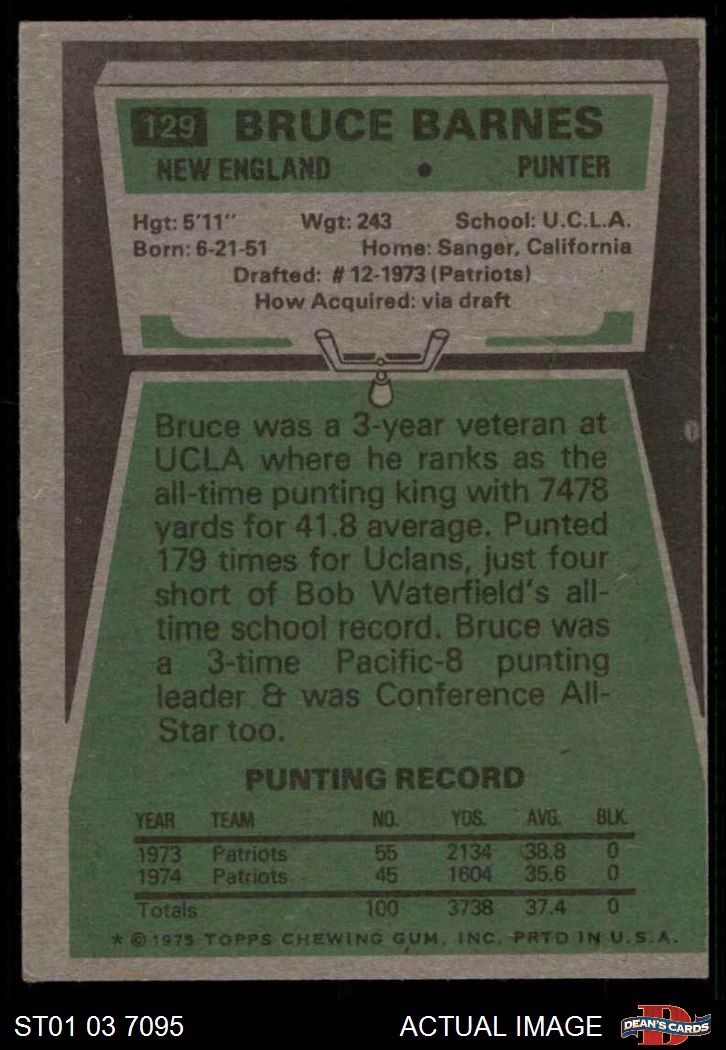 129 BRUCE BARNES
NEW ENGLAND • PUNTER
Hgt: 5'11" Wgt: 243 School: U.C.L.A.
Born: 6-21-51 Home: Sanger, California
Drafted: #12-1973 (Patriots)
How Acquired: via draft
Bruce was a 3-year veteran at
UCLA where he ranks as the
all-time punting king with 7478
yards for 41.8 average. Punted
179 times for Uclans, just four
short of Bob Waterfield's all-
time school record. Bruce was
a 3-time Pacific-8 punting
leader & was Conference All-
Star too.
PUNTING RECORD
YEAR TEAM NO. YDS. AVG. BLK.
1973 Patriots 55 2134 38.8 0
1974 Patriots 45 1604 35.6 0
Totals 100 3738 37.4 0
* © 1975 TOPPS CHEWING GUM, INC. PRTD IN U.S.A.
ST01 03 7095 ACTUAL IMAGE D DEAN'S CARDS